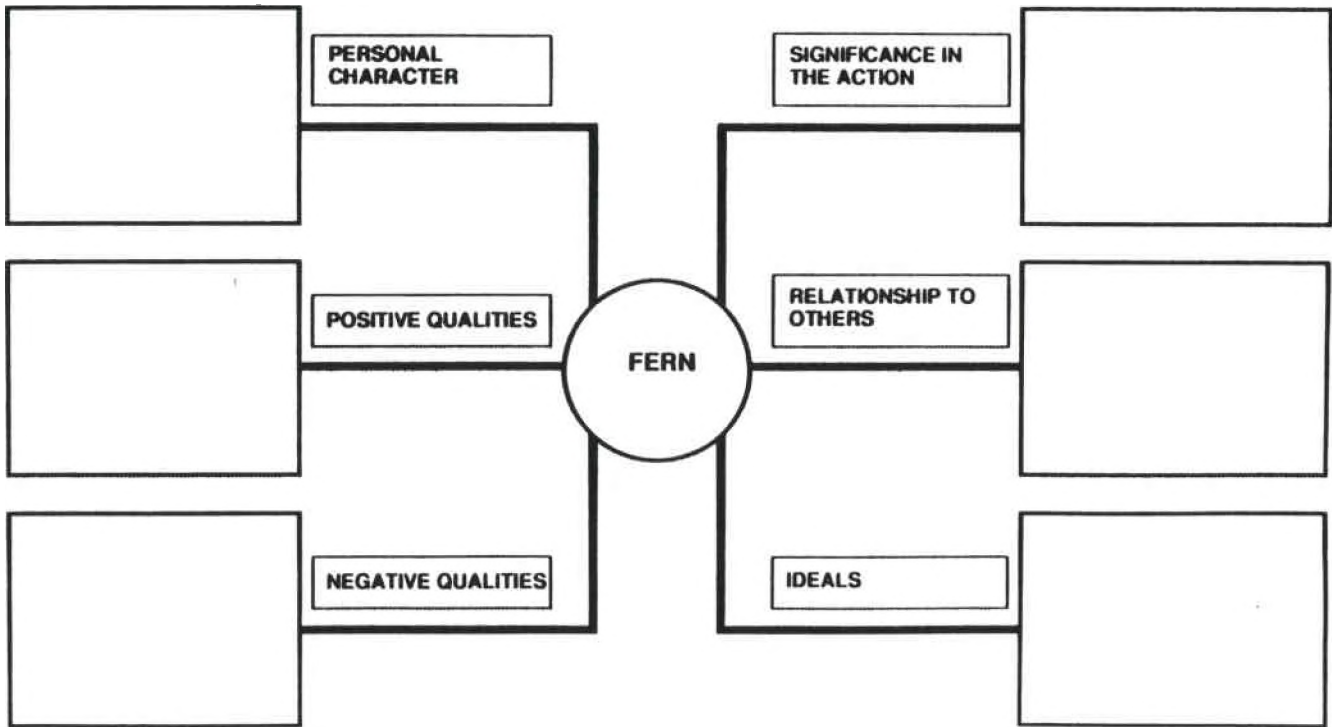 PERSONAL
CHARACTER
POSITIVE QUALITIES
NEGATIVE QUALITIES
FERN
SIGNIFICANCE IN
THE ACTION
RELATIONSHIP TO
OTHERS
IDEALS